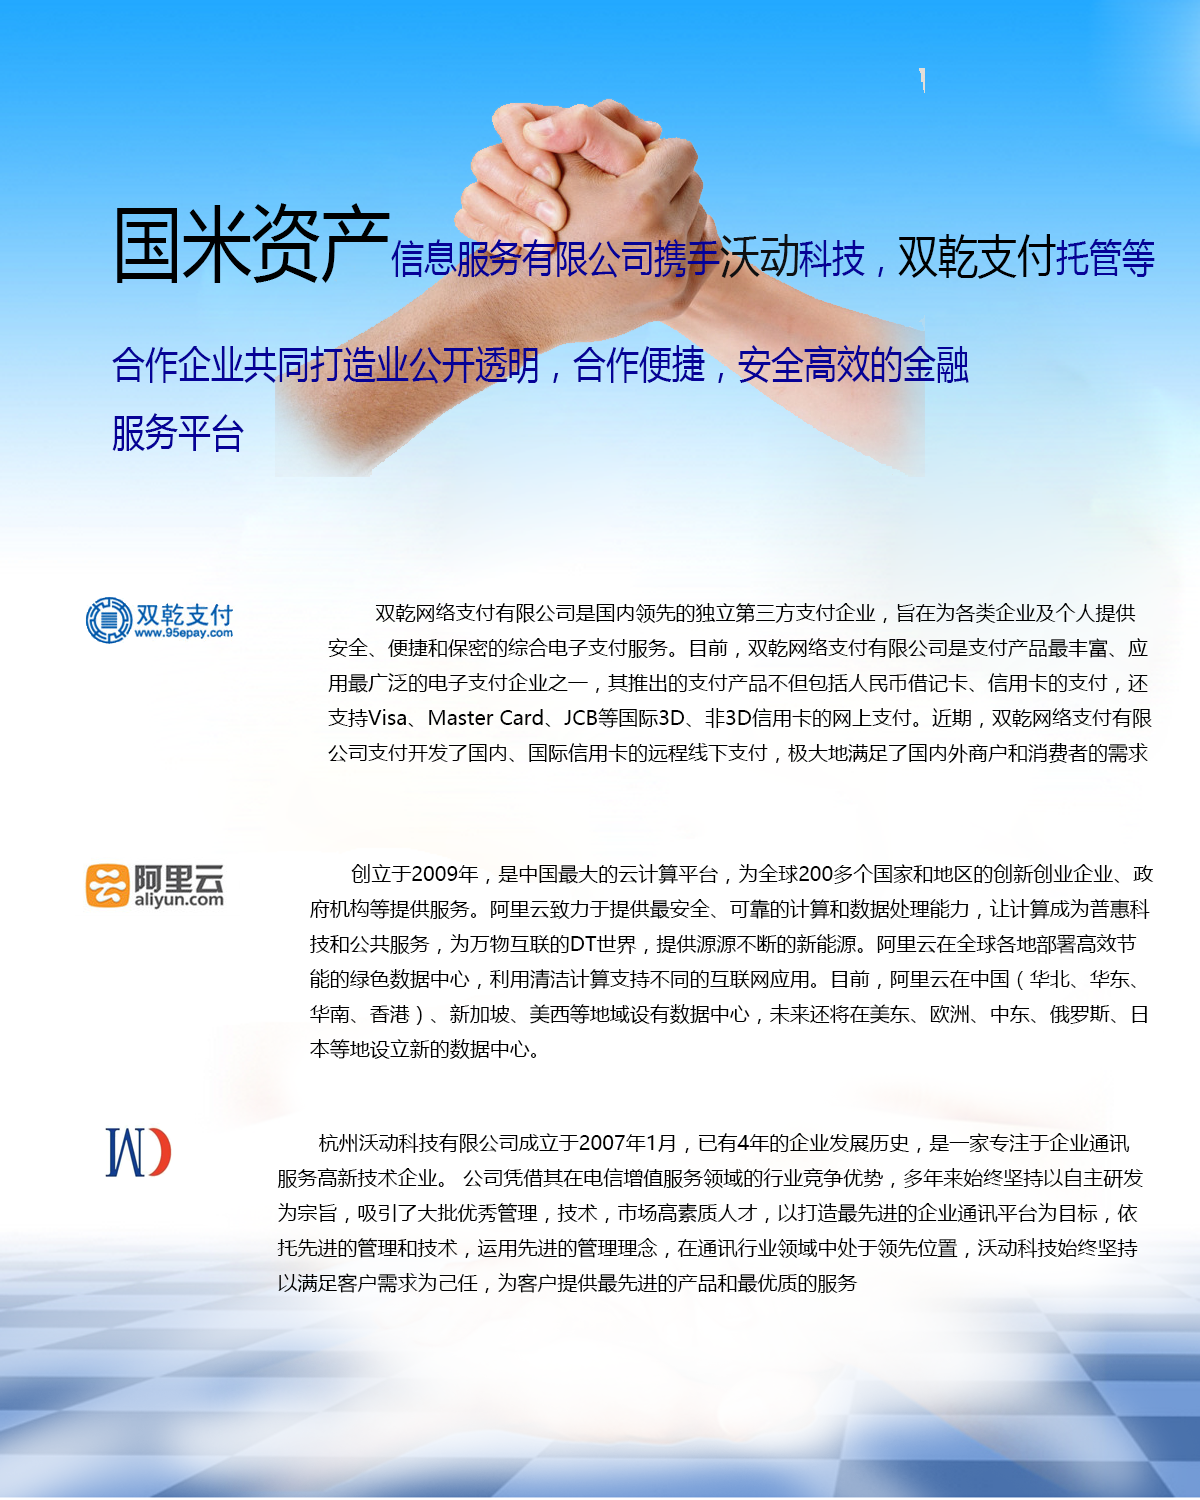 国米资产信息服务有限公司携手沃动科技，双乾支付托管等
合作企业共同打造业公开透明，合作便捷，安全高效的金融
服务平台
双乾支付
www.95epay.com
双乾网络支付有限公司是国内领先的独立第三方支付企业，旨在为各类企业及个人提供
安全、便捷和保密的综合电子支付服务。目前，双乾网络支付有限公司是支付产品最丰富、应
用最广泛的电子支付企业之一，其推出的支付产品不但包括人民币借记卡、信用卡的支付，还
支持Visa、Master Card、JCB等国际3D、非3D信用卡的网上支付。近期，双乾网络支付有限
公司支付开发了国内、国际信用卡的远程线下支付，极大地满足了国内外商户和消费者的需求
阿里云
aliyun.com
创立于2009年，是中国最大的云计算平台，为全球200多个国家和地区的创新创业企业、政
府机构等提供服务。阿里云致力于提供最安全、可靠的计算和数据处理能力，让计算成为普惠科
技和公共服务，为万物互联的DT世界，提供源源不断的新能源。阿里云在全球各地部署高效节
能的绿色数据中心，利用清洁计算支持不同的互联网应用。目前，阿里云在中国（华北、华东、
华南、香港）、新加坡、美西等地域设有数据中心，未来还将在美东、欧洲、中东、俄罗斯、日
本等地设立新的数据中心。
杭州沃动科技有限公司成立于2007年1月，已有4年的企业发展历史，是一家专注于企业通讯
服务高新技术企业。 公司凭借其在电信增值服务领域的行业竞争优势，多年来始终坚持以自主研发
为宗旨，吸引了大批优秀管理，技术，市场高素质人才，以打造最先进的企业通讯平台为目标，依
托先进的管理和技术，运用先进的管理理念，在通讯行业领域中处于领先位置，沃动科技始终坚持
以满足客户需求为己任，为客户提供最先进的产品和最优质的服务